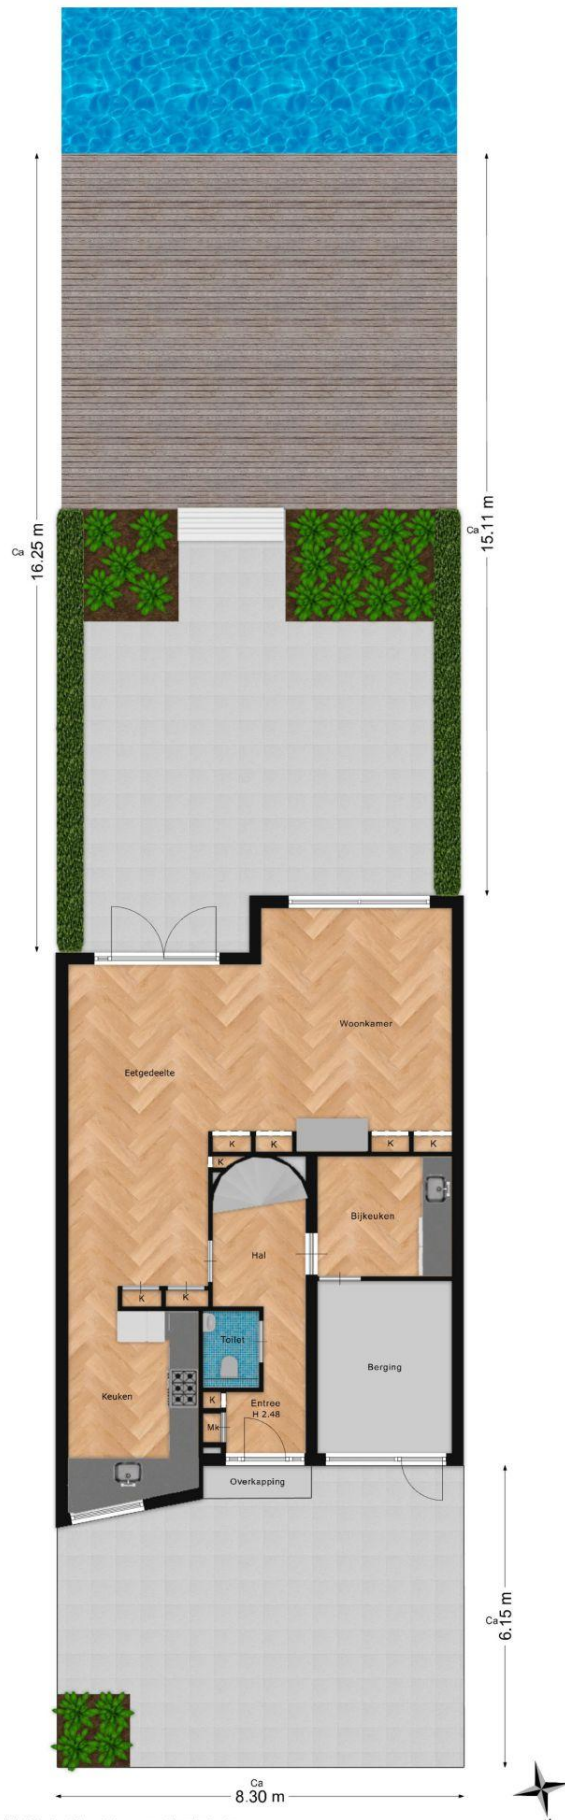 Ca
16.25 m
Ca
15.11 m
Woonkamer
Eetgedeelte
K
K
K
K
K
Bijkeuken
Hal
K
K
Toilet
Berging
Keuken
K
Entree
H 2.48
Mk
Overkapping
Ca
6.15 m
Ca
8.30 m